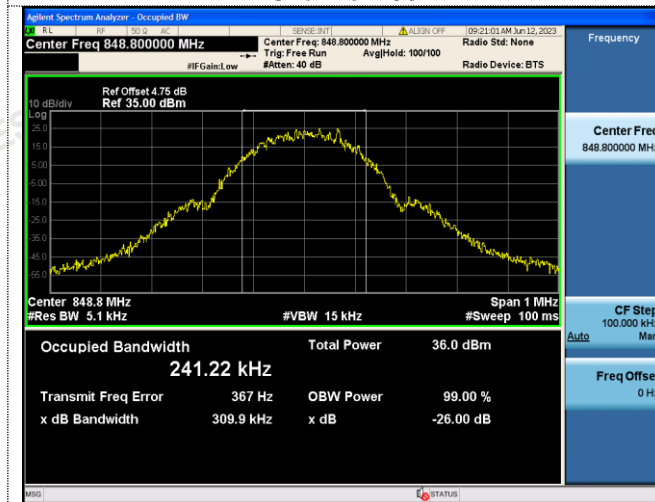 Agilent Spectrum Analyzer - Occupied BW
RL RF 50 Ω AC SENSE:INT ALIGN OFF 09:21:01 AM Jun 12, 2023
Center Freq 848.800000 MHz
Center Freq: 848.800000 MHz Radio Std: None
Trig: Free Run Avg|Hold: 100/100
#IFGain:Low #Atten: 40 dB Radio Device: BTS
Frequency
Ref Offset 4.75 dB
10 dB/div Ref 35.00 dBm
Log
25.0
15.0
5.00
-5.00
-15.0
-25.0
-35.0
-45.0
-55.0
Center Freq
848.800000 MHz
Center 848.8 MHz Span 1 MHz
#Res BW 5.1 kHz #VBW 15 kHz #Sweep 100 ms
CF Step
100.000 kHz
Auto Man
Occupied Bandwidth Total Power 36.0 dBm
241.22 kHz
Transmit Freq Error 367 Hz OBW Power 99.00 %
x dB Bandwidth 309.9 kHz x dB -26.00 dB
Freq Offset
0 Hz
MSG STATUS